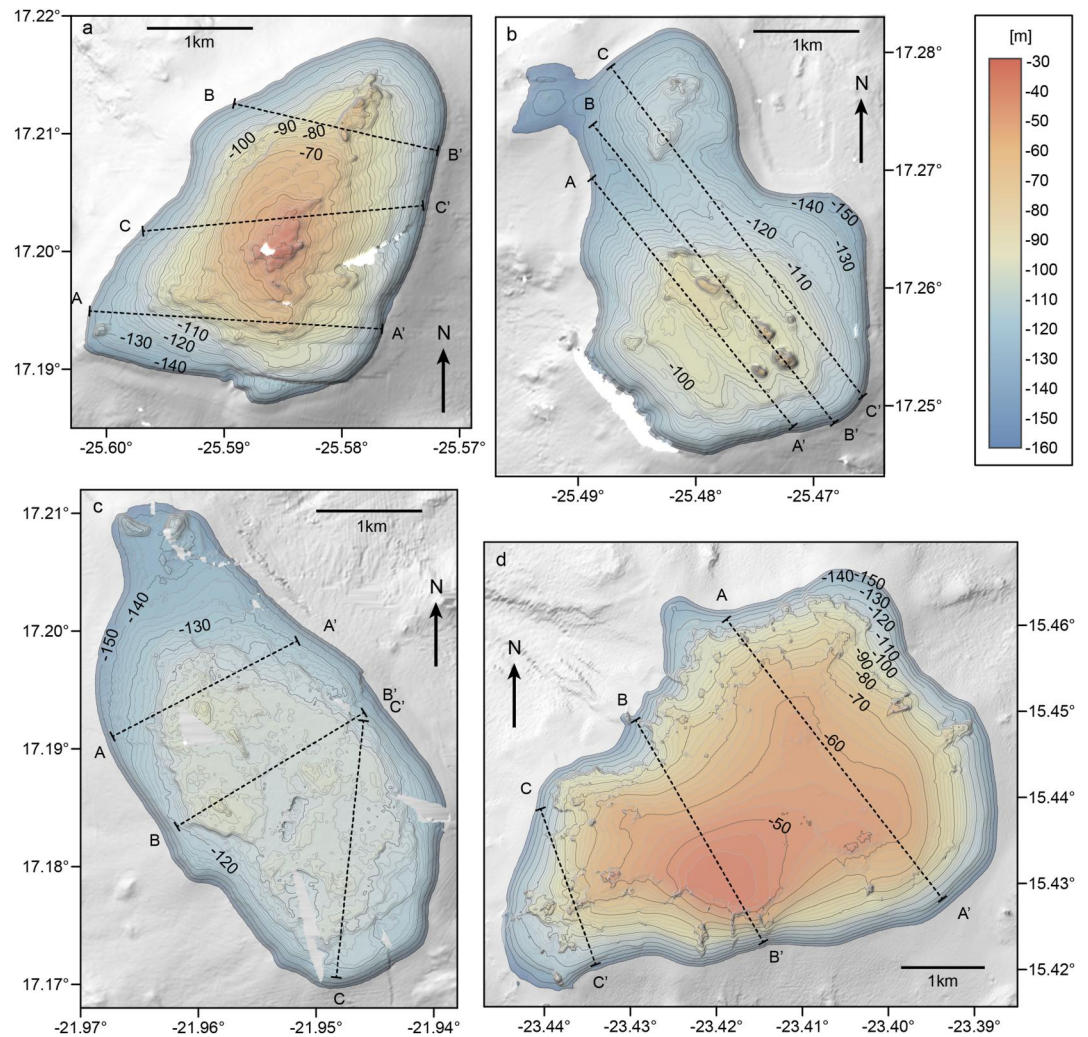 a
1km
17.22°
17.21°
17.20°
17.19°
-25.60
-25.59°
-25.58°
-25.57°
B
B’
C
C’
A
A’
-100
-90
-80
-70
-110
-120
-130
-140
N
b
1km
17.28°
17.27°
17.26°
17.25°
-25.49°
-25.48°
-25.47°
C
B
A
A’
B’
C’
-140
-150
-120
-130
-110
-100
N
[m]
-30
-40
-50
-60
-70
-80
-90
-100
-110
-120
-130
-140
-150
-160
c
1km
17.21°
17.20°
17.19°
17.18°
17.17°
-21.97
-21.96
-21.95
-21.94
N
-140
-130
-150
-120
A’
B’
C’
A
B
C
d
1km
15.46°
15.45°
15.44°
15.43°
15.42°
-23.44°
-23.43°
-23.42°
-23.41°
-23.40°
-23.39°
N
A
B
C
A’
B’
C’
-140
-150
-130
-120
-110
-100
-90
-80
-70
-60
-50